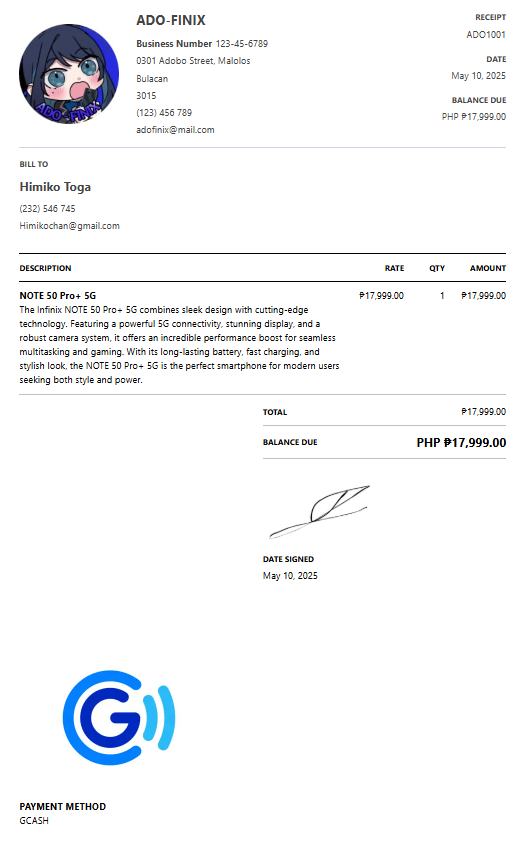 ADO-FINIX
Business Number 123-45-6789
0301 Adobo Street, Malolos
Bulacan
3015
(123) 456 789
adofinix@mail.com
ADO-FINIX
RECEIPT
ADO1001
DATE
May 10, 2025
BALANCE DUE
PHP ₱17,999.00
BILL TO
Himiko Toga
(232) 546 745
Himikochan@gmail.com
DESCRIPTION RATE QTY AMOUNT
NOTE 50 Pro+ 5G ₱17,999.00 1 ₱17,999.00
The Infinix NOTE 50 Pro+ 5G combines sleek design with cutting-edge
technology. Featuring a powerful 5G connectivity, stunning display, and a
robust camera system, it offers an incredible performance boost for seamless
multitasking and gaming. With its long-lasting battery, fast charging, and
stylish look, the NOTE 50 Pro+ 5G is the perfect smartphone for modern users
seeking both style and power.
TOTAL ₱17,999.00
BALANCE DUE PHP ₱17,999.00
DATE SIGNED
May 10, 2025
G
PAYMENT METHOD
GCASH